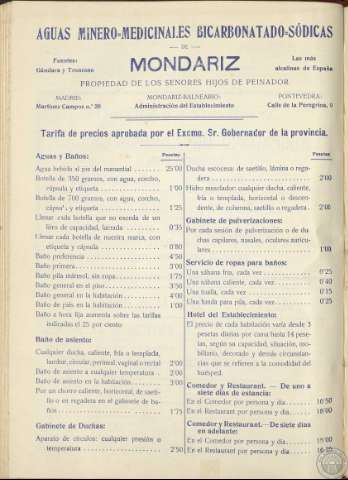 AGUAS MINERO-MEDICINALES BICARBONATADO-SÓDICAS
DE
MONDARIZ
Fuentes:
Gándara y Troncoso
Las más
alcalinas de España
PROPIEDAD DE LOS SEÑORES HIJOS DE PEINADOR
MADRID:
Martínez Campos n.º
MONDARIZ-BALNEARIO:
Administración del Establecimiento
PONTEVEDRA:
Calle de la Peregrina, 6
Tarifa de precios aprobada por el Excmo. Sr. Gobernador de la provincia.
Aguas y Baños: Pesetas
Agua bebida al pie del manantial 25'00
Botella de 350 gramos, con agua, corcho,
cápsula y etiqueta 1'00
Botella de 700 gramos, con agua, corcho,
cápsula y etiqueta 1'25
Llenar cada botella que no exceda de un
litro de capacidad, lacrada 0'35
Llenar cada botella de nuestra marca, con
etiqueta y cápsula 0'80
Baño preferencia 4'50
Baño primera 3'00
Baño pila mármol, sin ropa 1'75
Baño general en el piso 3'50
Baño general en la habitación 4'00
Baño de piés en la habitación 1'00
Baño a hora fija aumenta sobre las tarifas
indicadas el 25 por ciento
Baño de asiento:
Cualquier ducha, caliente, fría o templada,
lumbar, circular, perineal, vaginal o rectal 2'00
Baño de asiento a cualquier temperatura 2'00
Baño de asiento en la habitación 3'00
Por un chorro caliente, horizontal, de saetillo
o en regadera en el gabinete de baños
1'75
Gabinete de Duchas:
Aparato de círculos: cualquier presión o
temperatura 2'50
Pesetas
Ducha escocesa: de saetillo, lámina o regadera
2'00
Hidro mezclador: cualquier ducha, caliente,
fría o templada, horizontal o descendente,
de columna, saetillo o regadera 2'00
Gabinete de pulverizaciones:
Por cada sesión de pulverización o de duchas
capilares, nasales, oculares auriculares
1'00
Servicio de ropas para baños:
Una sábana fría, cada vez 0'25
Una sábana caliente, cada vez 0'40
Una toalla, cada vez 0'15
Una funda para pila, cada vez 0'25
Hotel del Establecimiento:
El precio de cada habitación varía desde 3
pesetas diarias por cama hasta 14 pesetas,
según su capacidad, situación, mobiliario,
decorado y demás circunstancias
que se refieren a la comodidad del
huésped.
Comedor y Restaurant. — De uno a
siete días de estancia:
En el Comedor por persona y día 16'50
En el Restaurant por persona y día 18'00
Comedor y Restaurant. — De siete días
en adelante:
En el Comedor por persona y día 15'00
En el Restaurant por persona y día